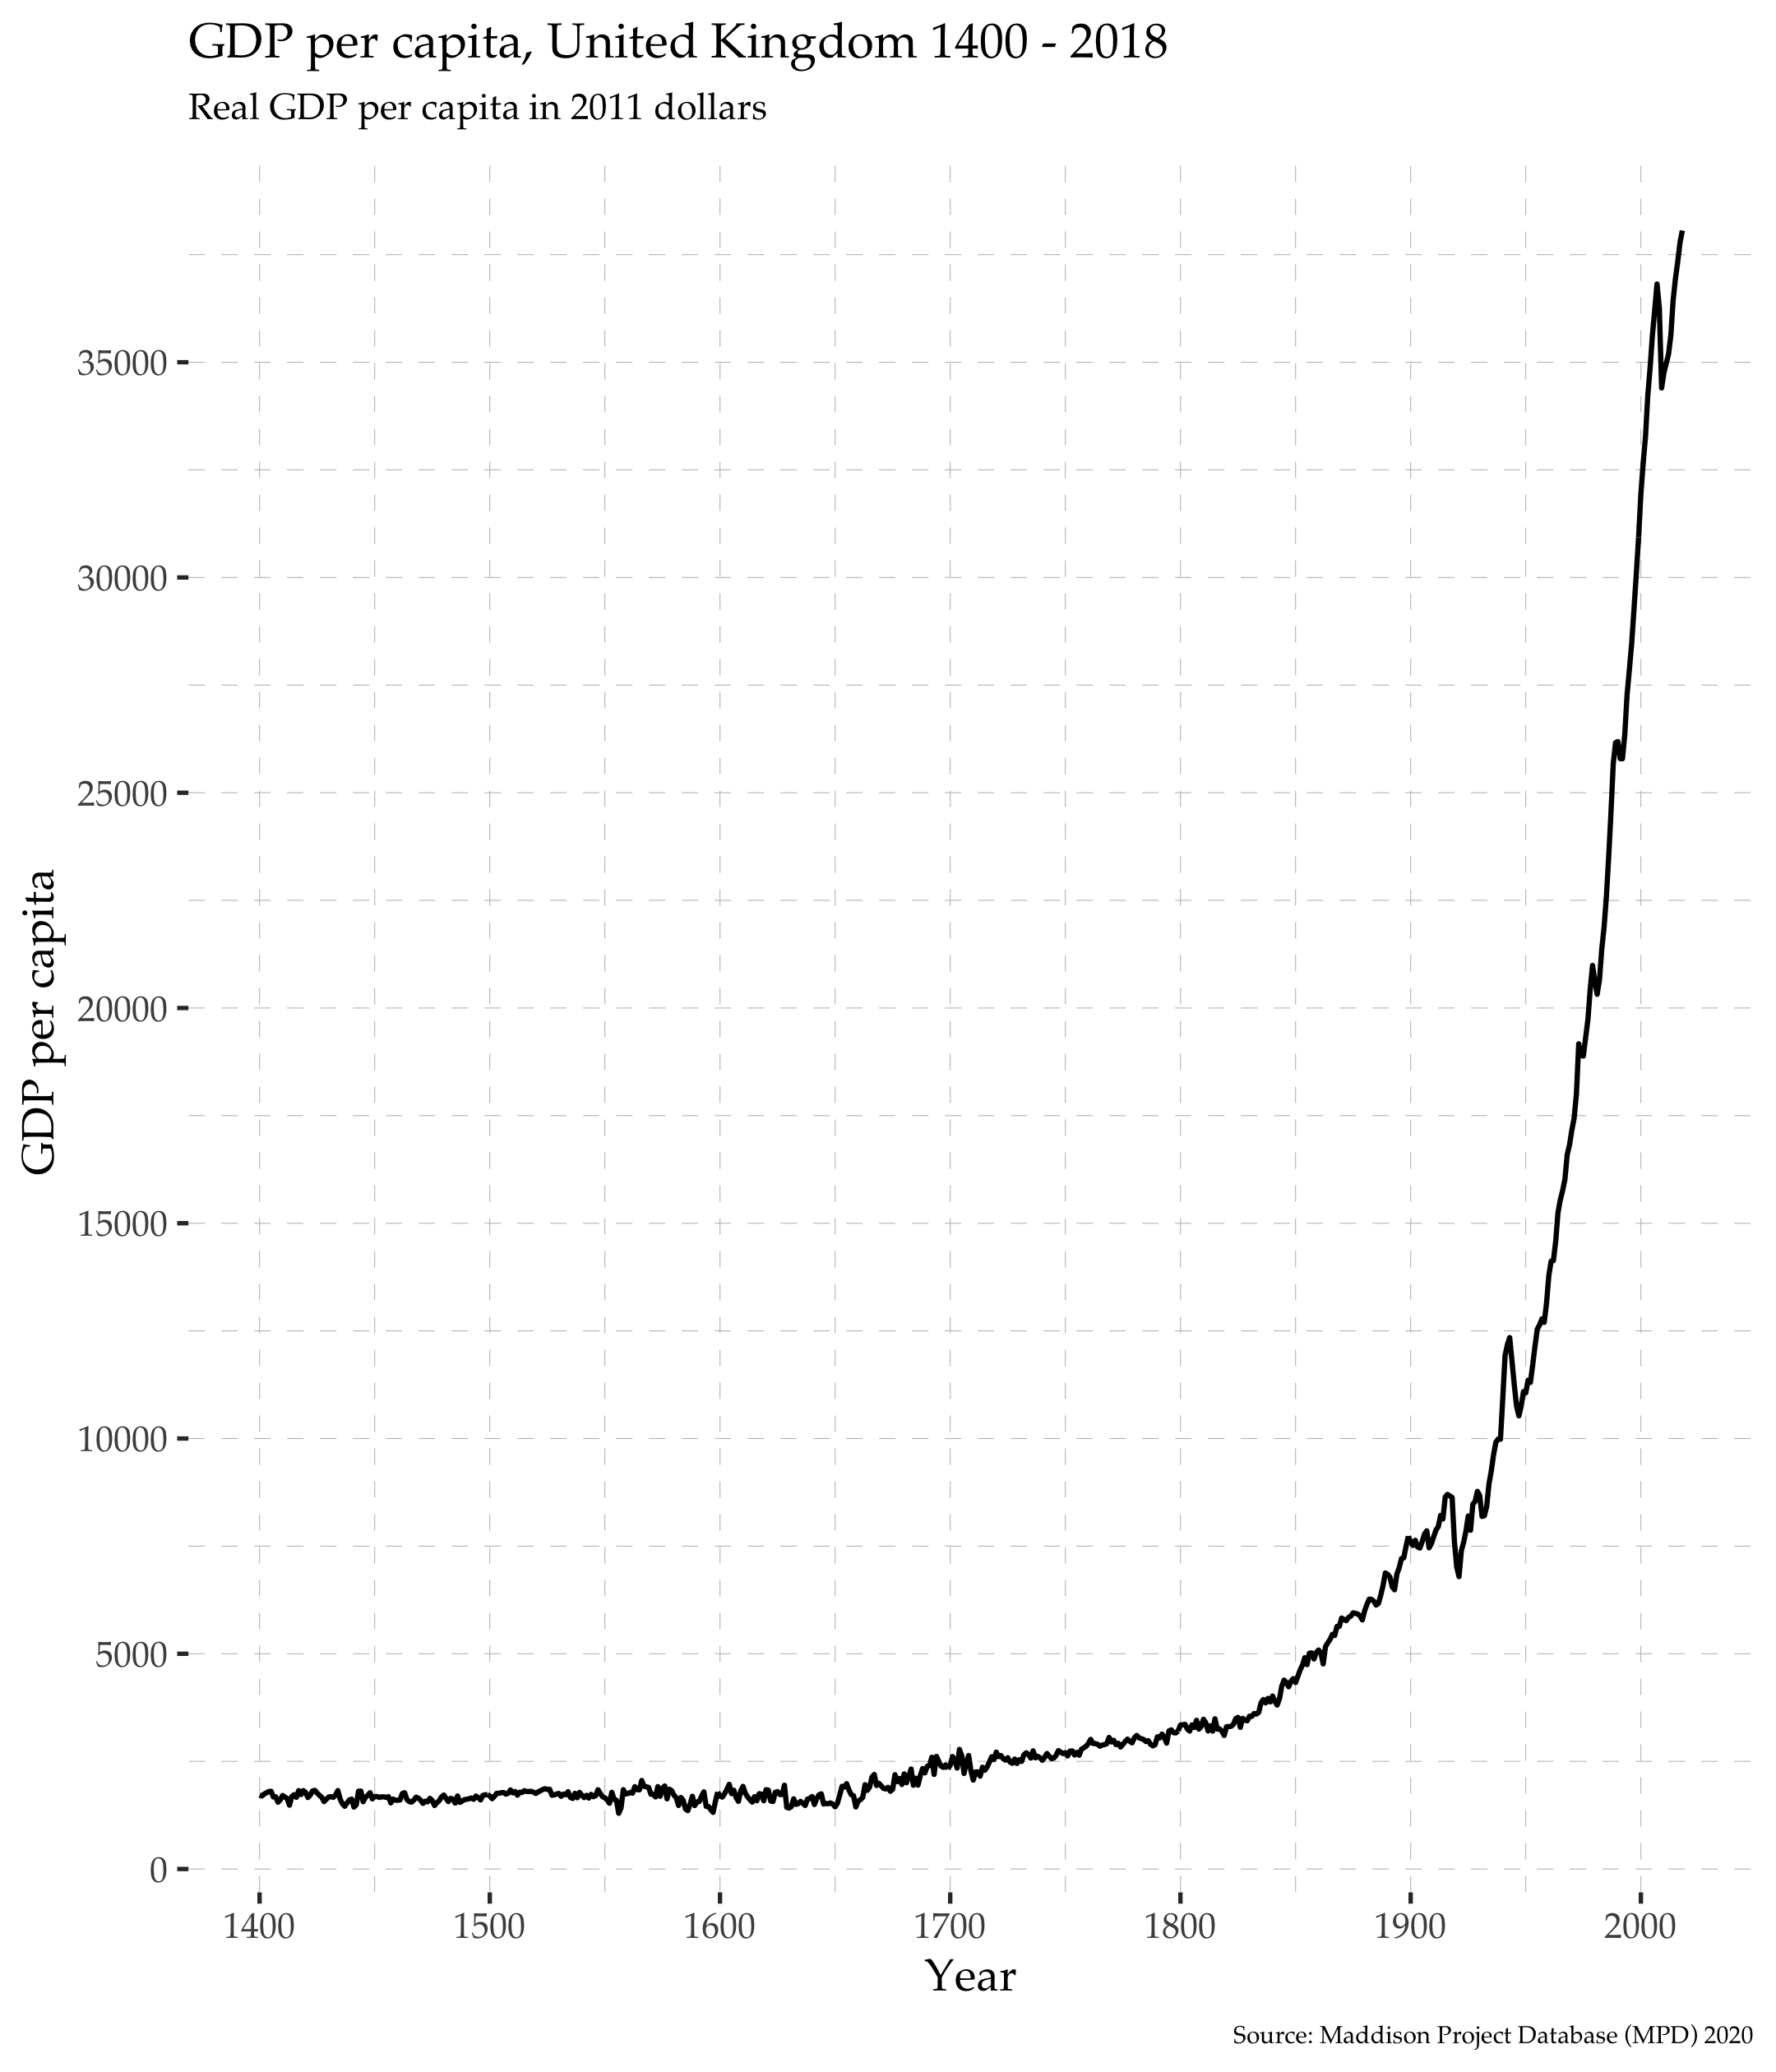 GDP per capita, United Kingdom 1400 - 2018
Real GDP per capita in 2011 dollars
GDP per capita
35000
30000
25000
20000
15000
10000
5000
0
1400 1500 1600 1700 1800 1900 2000
Year
Source: Maddison Project Database (MPD) 2020